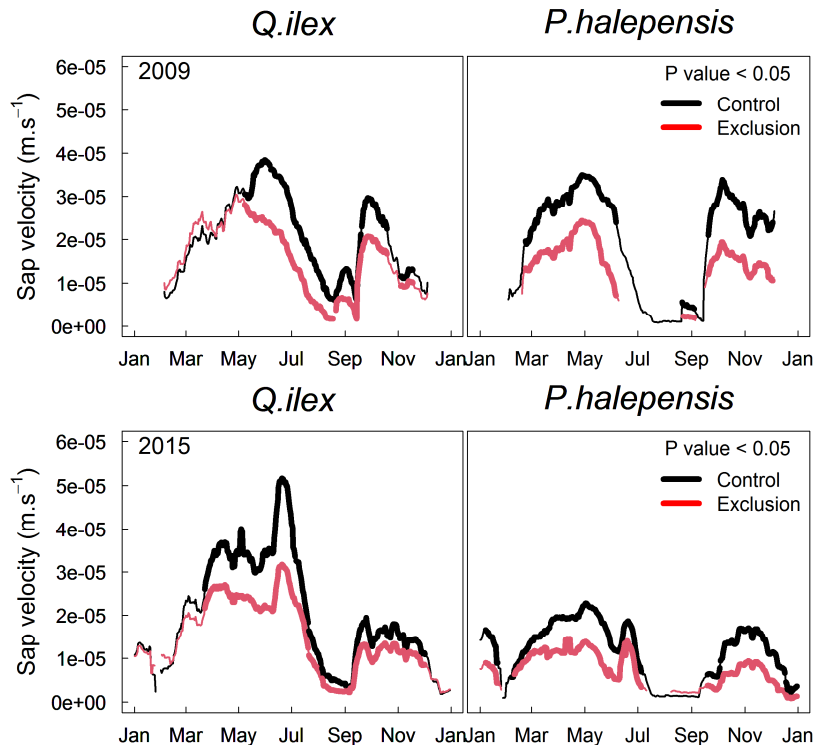 Q.ilex P.halepensis
2009
P value < 0.05
Control
Exclusion
Sap velocity (m.s⁻¹)
6e-05
5e-05
4e-05
3e-05
2e-05
1e-05
0e+00
Jan Mar May Jul Sep Nov Jan Jan Mar May Jul Sep Nov Jan
Q.ilex P.halepensis
2015
P value < 0.05
Control
Exclusion
Sap velocity (m.s⁻¹)
6e-05
5e-05
4e-05
3e-05
2e-05
1e-05
0e+00
Jan Mar May Jul Sep Nov Jan Jan Mar May Jul Sep Nov Jan